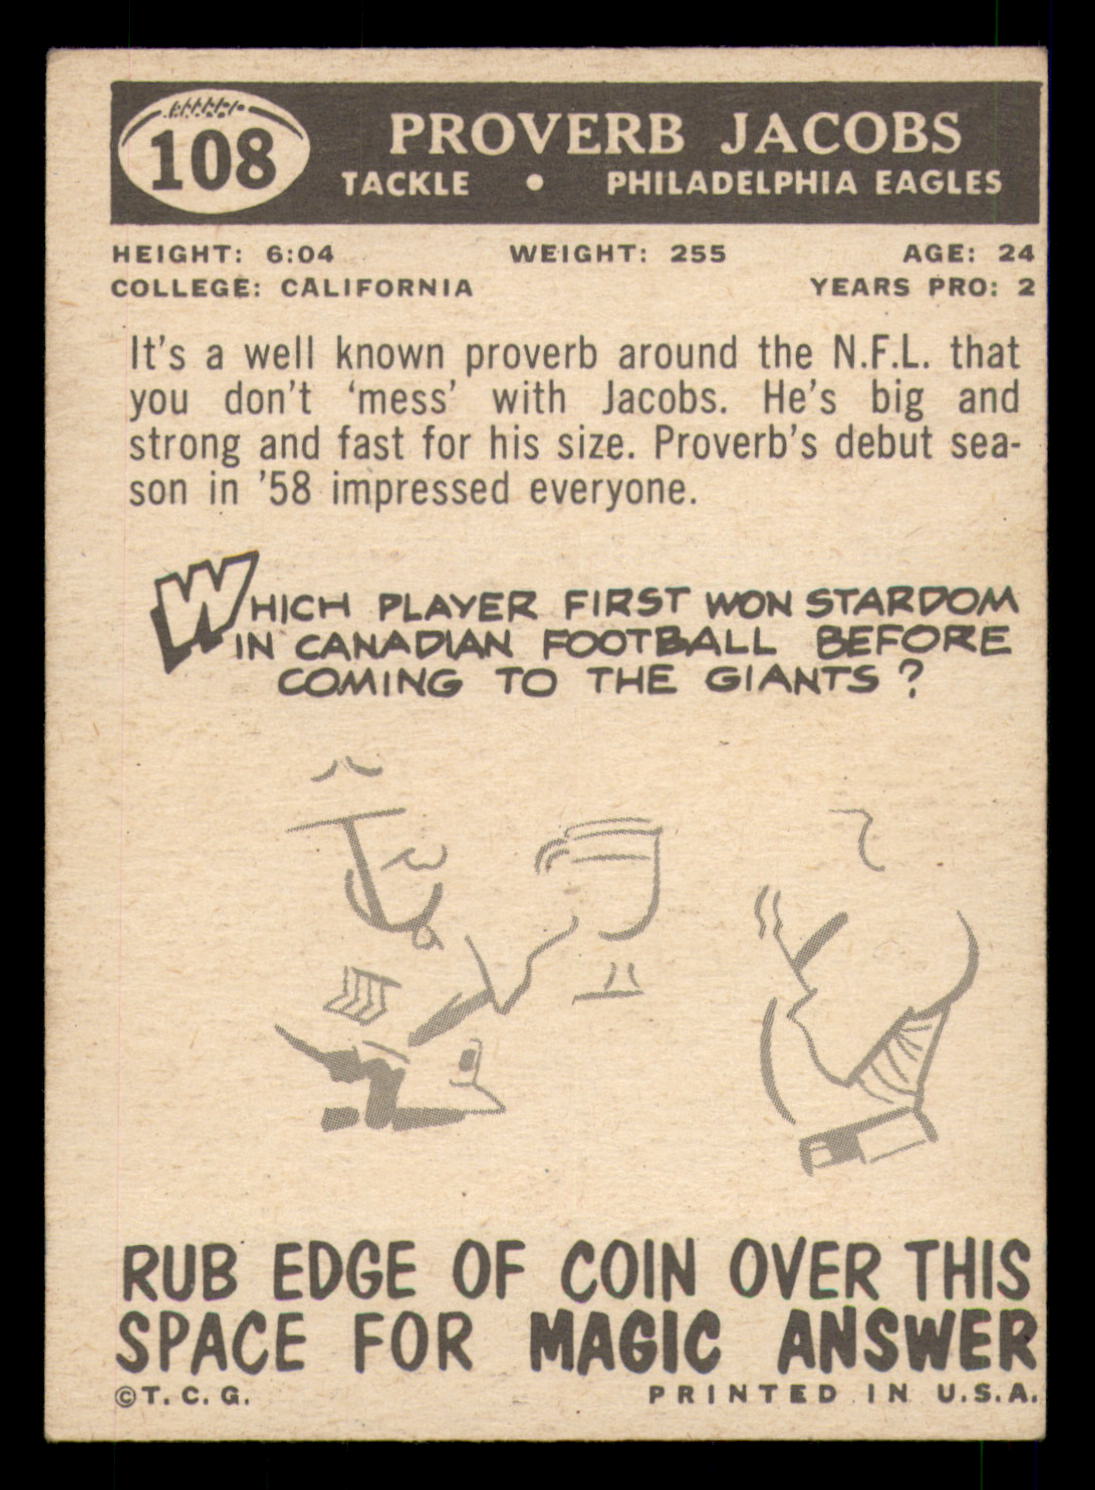 108
PROVERB JACOBS
TACKLE • PHILADELPHIA EAGLES
HEIGHT: 6:04 WEIGHT: 255 AGE: 24
COLLEGE: CALIFORNIA YEARS PRO: 2
It's a well known proverb around the N.F.L. that
you don't 'mess' with Jacobs. He's big and
strong and fast for his size. Proverb's debut sea-
son in '58 impressed everyone.
WHICH PLAYER FIRST WON STARDOM
IN CANADIAN FOOTBALL BEFORE
COMING TO THE GIANTS?
RUB EDGE OF COIN OVER THIS
SPACE FOR MAGIC ANSWER
©T. C. G. PRINTED IN U.S.A.